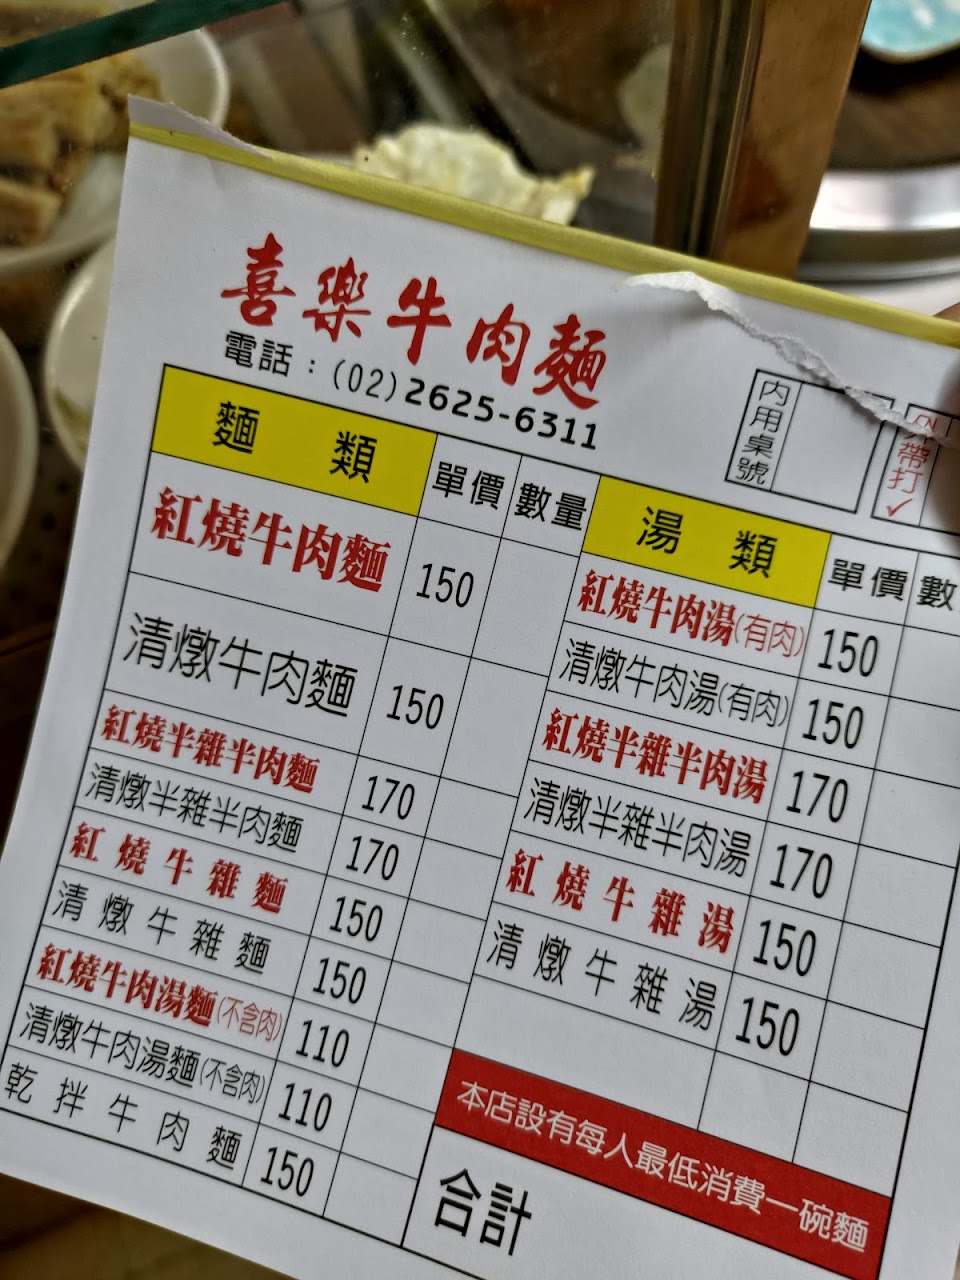 喜樂牛肉麵
電話：(02)2625-6311
內用桌號
外帶打✓
麵類 單價 數量
紅燒牛肉麵 150
清燉牛肉麵 150
紅燒半雜半肉麵 170
清燉半雜半肉麵 170
紅燒牛雜麵 150
清燉牛雜麵 150
紅燒牛肉湯麵(不含肉) 110
清燉牛肉湯麵(不含肉) 110
乾拌牛肉麵 150
湯類 單價 數
紅燒牛肉湯(有肉) 150
清燉牛肉湯(有肉) 150
紅燒半雜半肉湯 170
清燉半雜半肉湯 170
紅燒牛雜湯 150
清燉牛雜湯 150
本店設有每人最低消費一碗麵
合計